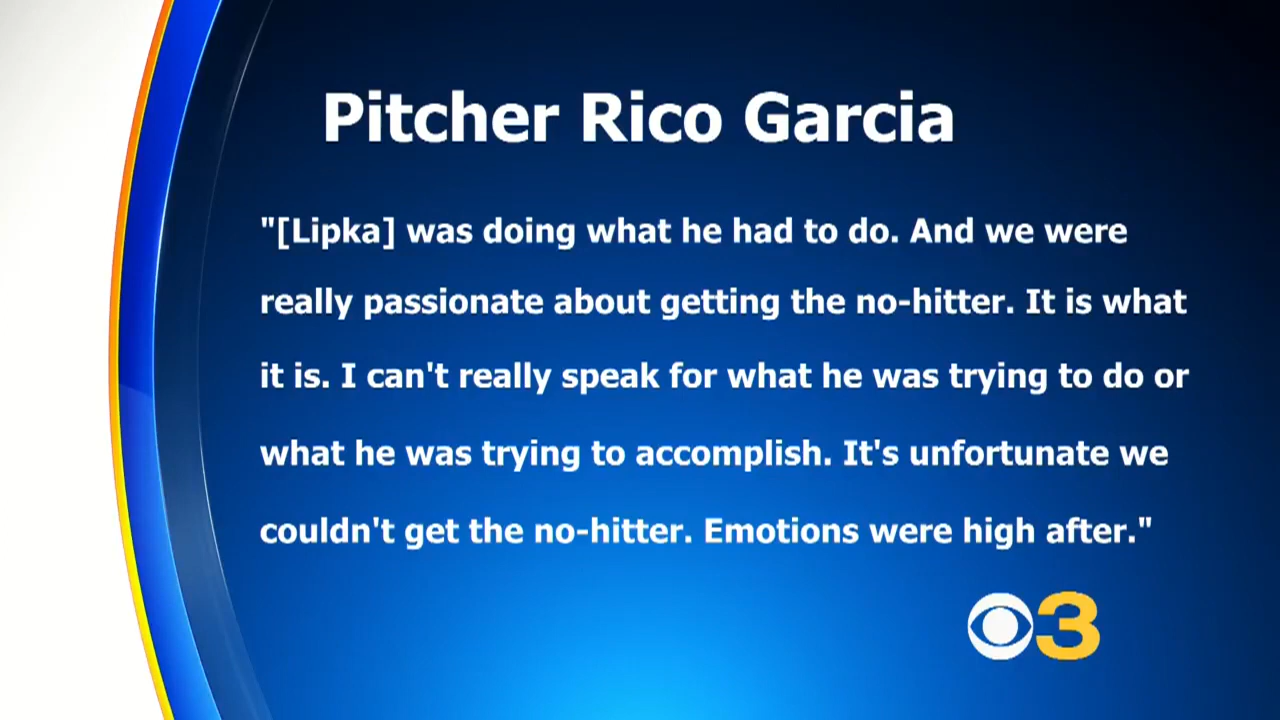 Pitcher Rico Garcia
"[Lipka] was doing what he had to do. And we were
really passionate about getting the no-hitter. It is what
it is. I can't really speak for what he was trying to do or
what he was trying to accomplish. It's unfortunate we
couldn't get the no-hitter. Emotions were high after."
3